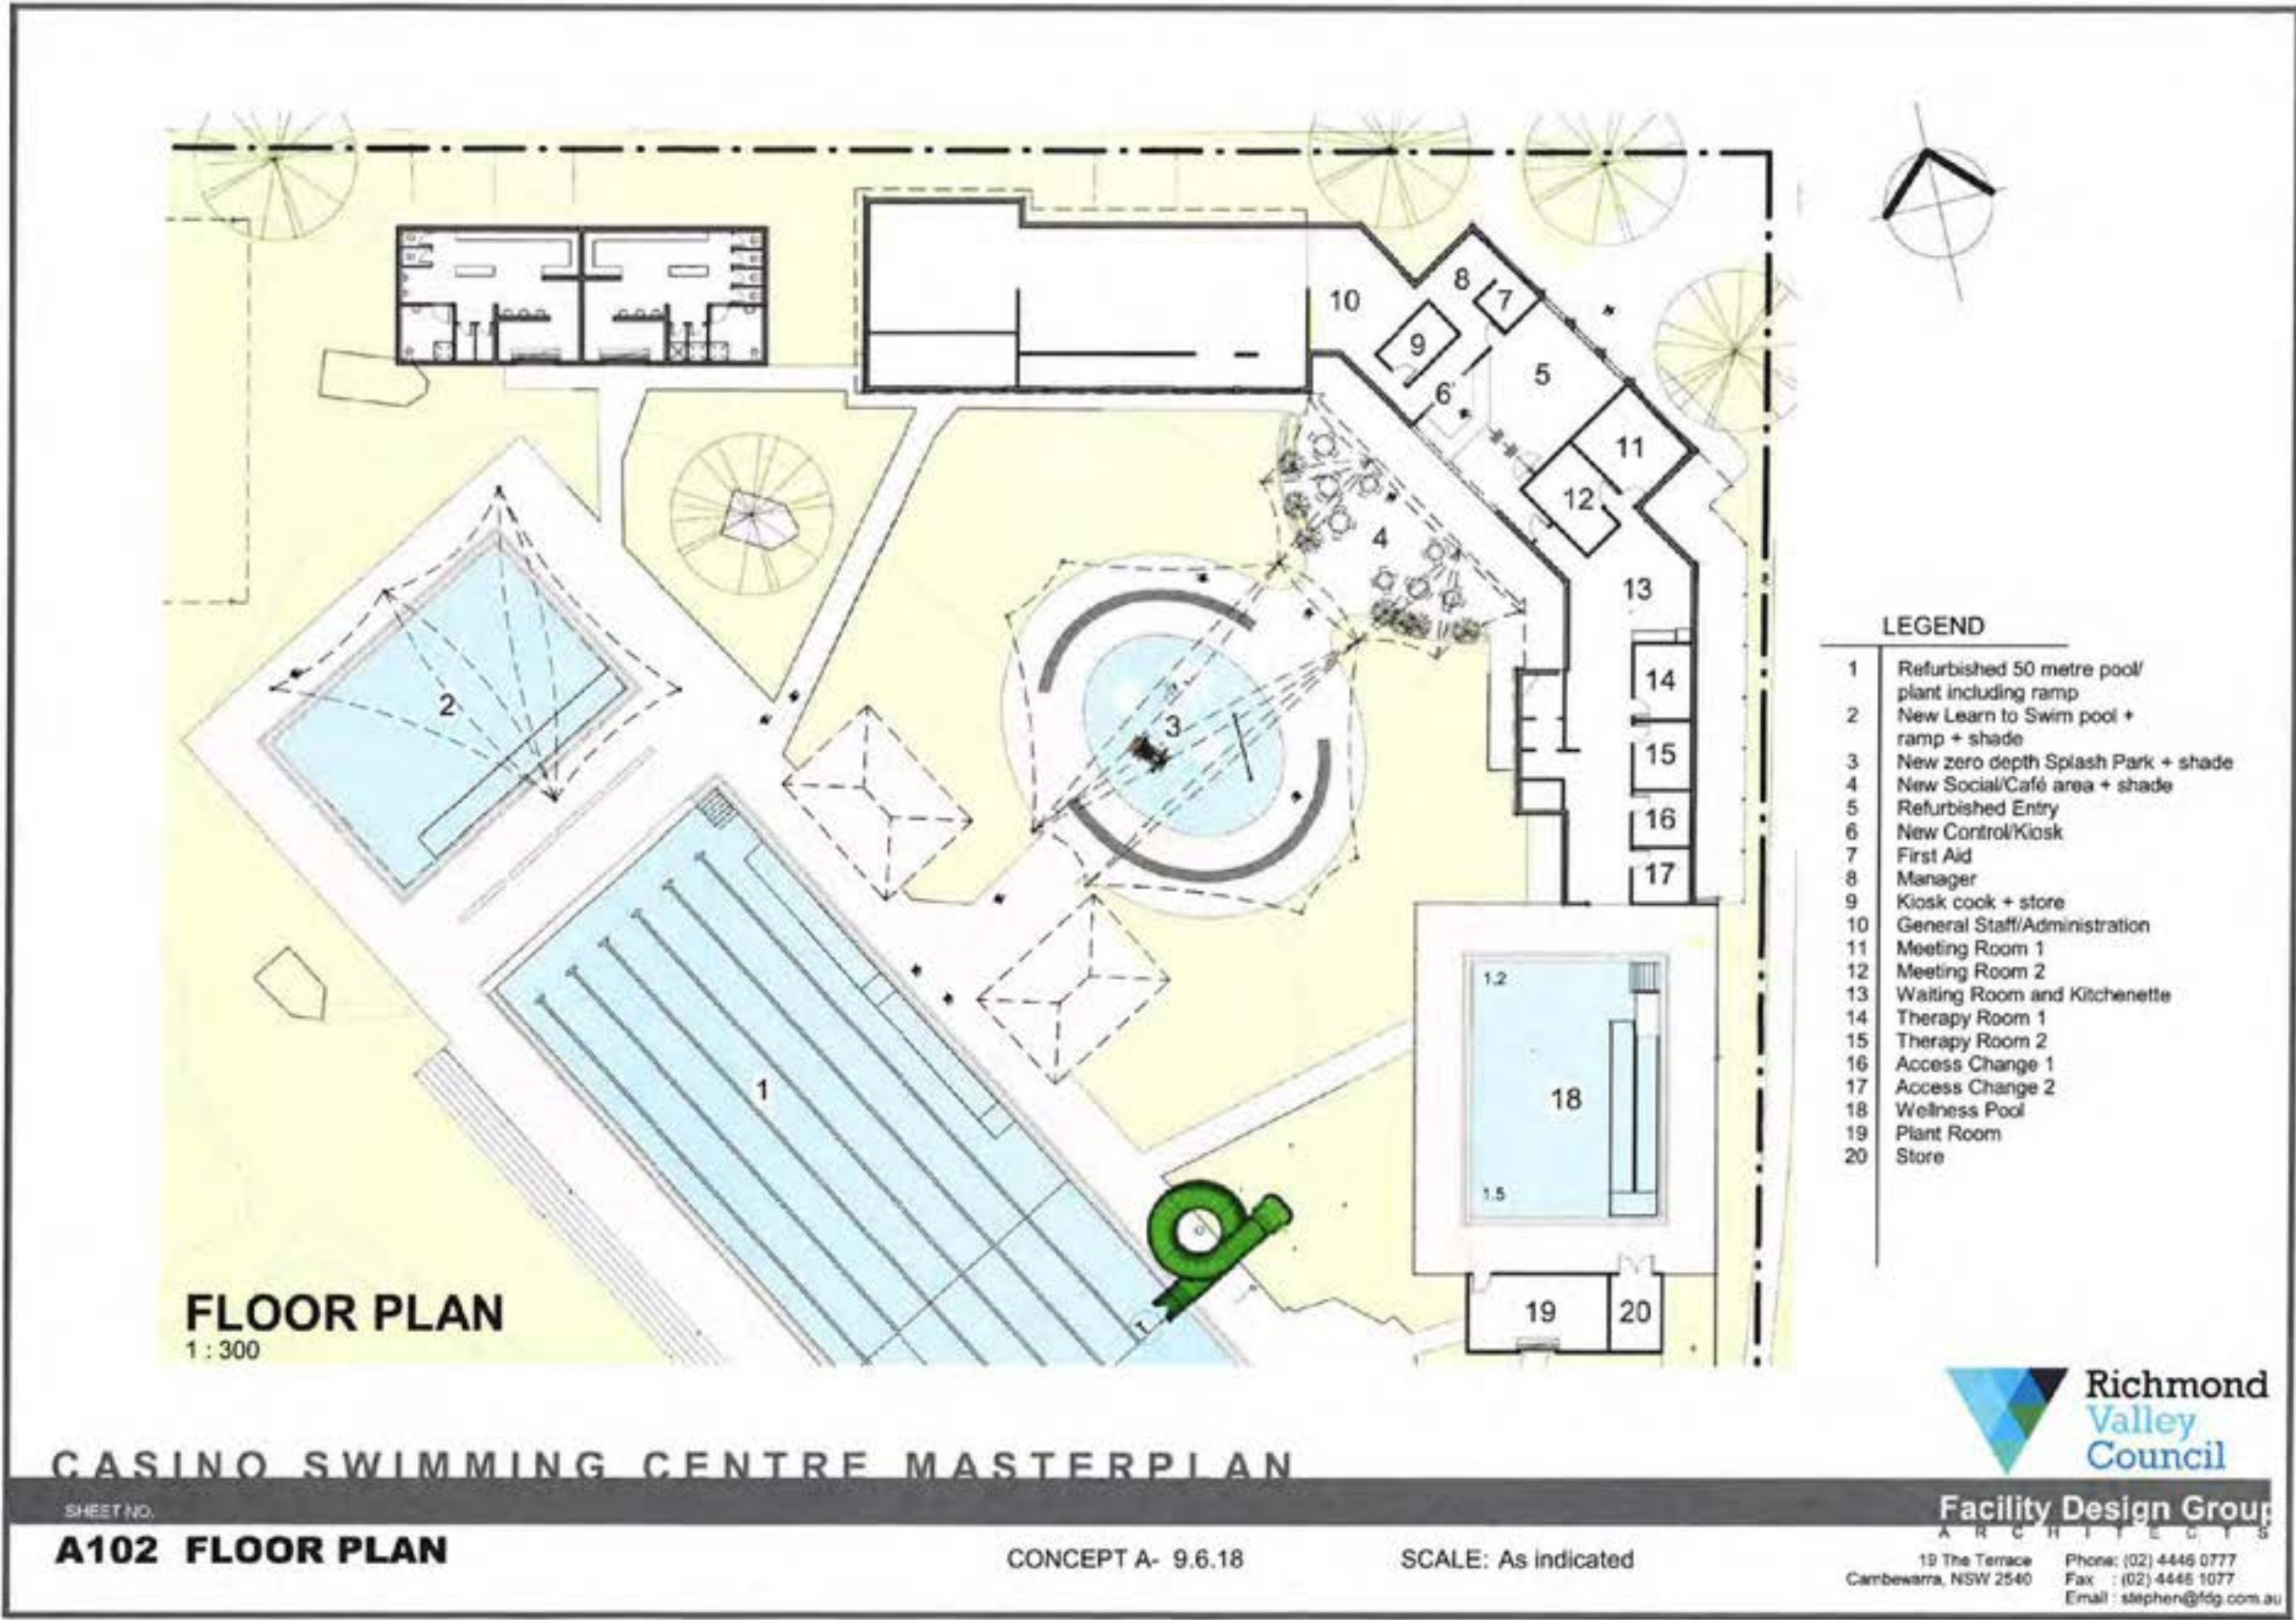 10
8
7
9
5
6
11
12
4
13
2
14
3
15
16
17
1.2
1
18
1.5
19
20
LEGEND
1 Refurbished 50 metre pool/
plant including ramp
2 New Learn to Swim pool +
ramp + shade
3 New zero depth Splash Park + shade
4 New Social/Café area + shade
5 Refurbished Entry
6 New Control/Kiosk
7 First Aid
8 Manager
9 Kiosk cook + store
10 General Staff/Administration
11 Meeting Room 1
12 Meeting Room 2
13 Waiting Room and Kitchenette
14 Therapy Room 1
15 Therapy Room 2
16 Access Change 1
17 Access Change 2
18 Wellness Pool
19 Plant Room
20 Store
FLOOR PLAN
1 : 300
Richmond
Valley
Council
CASINO SWIMMING CENTRE MASTERPLAN
SHEET NO.
Facility Design Group
ARCHITECTS
A102 FLOOR PLAN
CONCEPT A- 9.6.18
SCALE: As indicated
19 The Terrace
Cambewarra, NSW 2540
Phone: (02) 4446 0777
Fax : (02) 4446 1077
Email : stephen@fdg.com.au